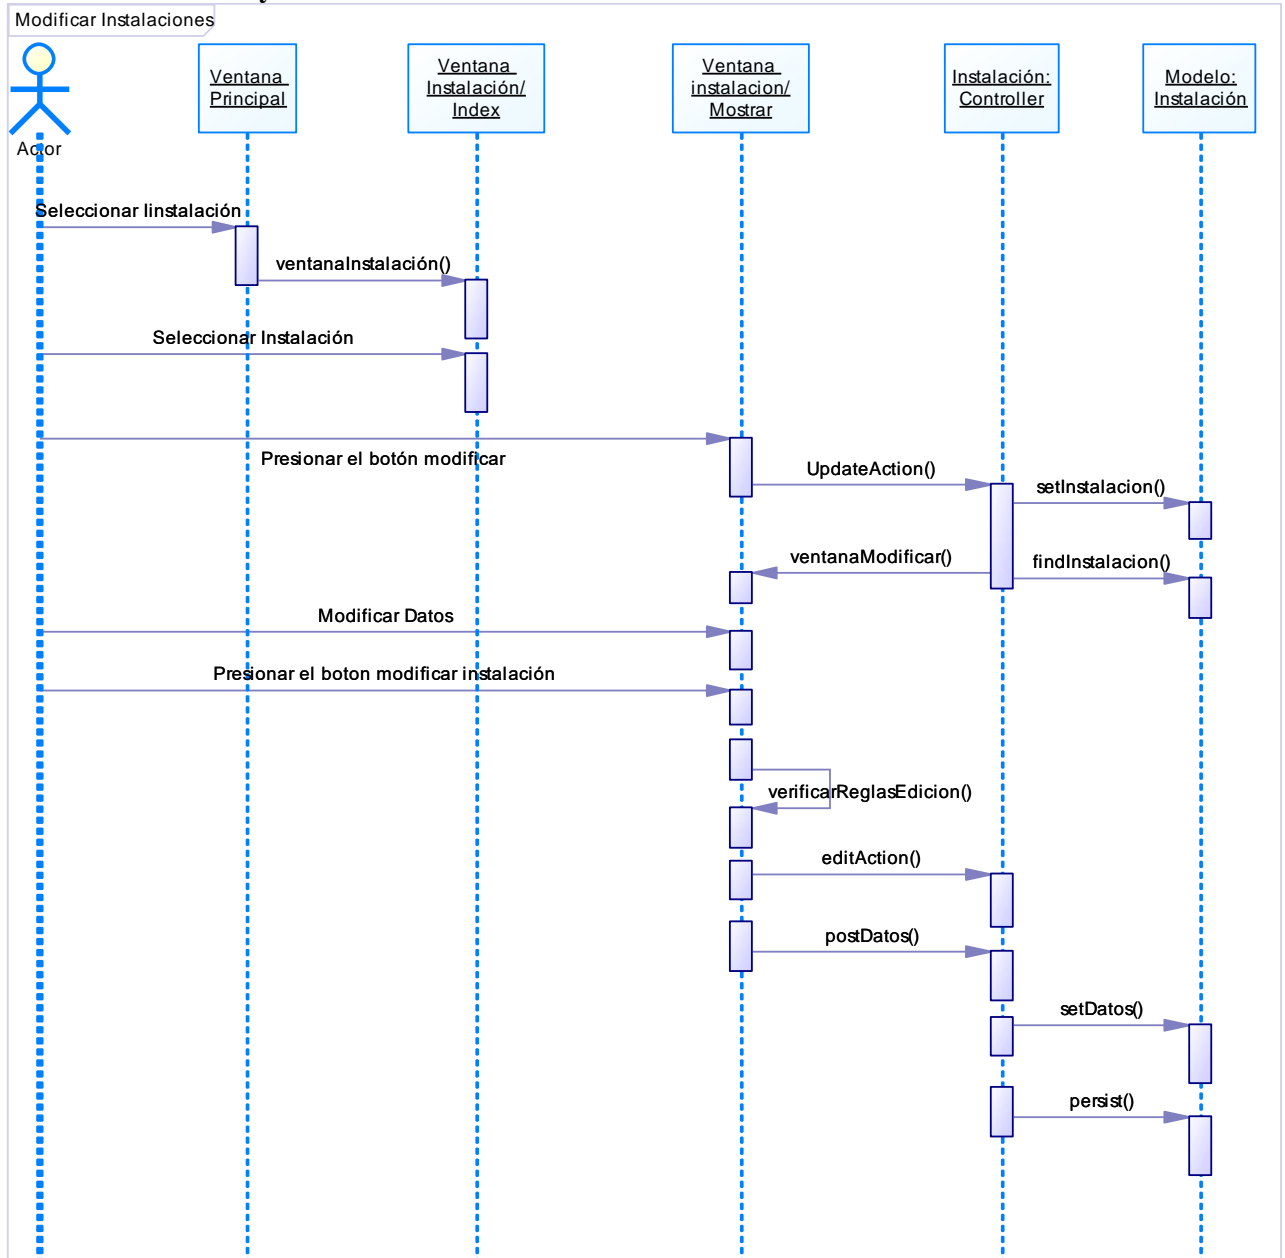 Modificar Instalaciones
Actor
Ventana
Principal
Ventana
Instalación/
Index
Ventana
instalacion/
Mostrar
Instalación:
Controller
Modelo:
Instalación
Seleccionar Iinstalación
ventanaInstalación()
Seleccionar Instalación
Presionar el botón modificar
UpdateAction()
setInstalacion()
ventanaModificar()
findInstalacion()
Modificar Datos
Presionar el boton modificar instalación
verificarReglasEdicion()
editAction()
postDatos()
setDatos()
persist()